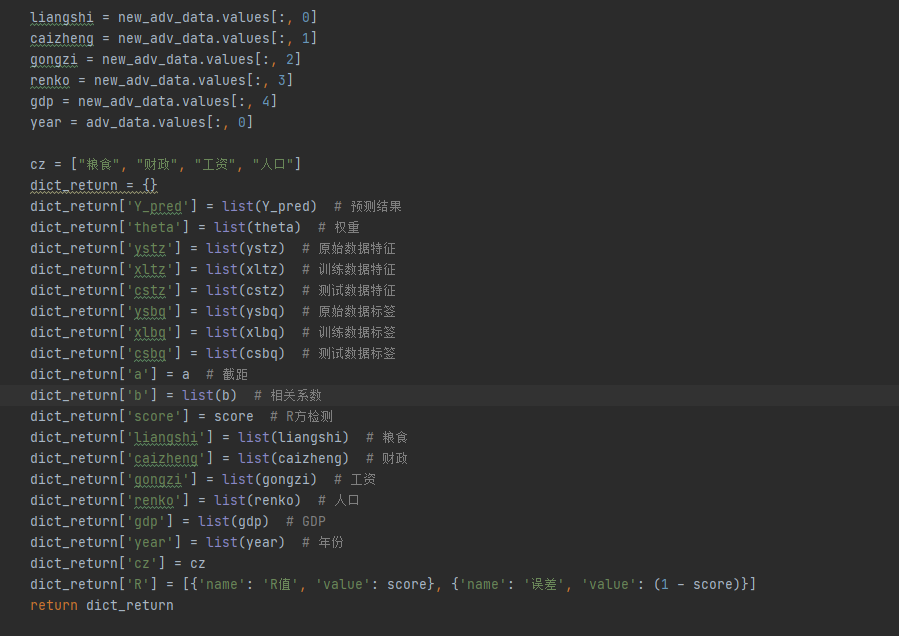 liangshi = new_adv_data.values[:, 0]
caizheng = new_adv_data.values[:, 1]
gongzi = new_adv_data.values[:, 2]
renko = new_adv_data.values[:, 3]
gdp = new_adv_data.values[:, 4]
year = adv_data.values[:, 0]
cz = ["粮食", "财政", "工资", "人口"]
dict_return = {}
dict_return['Y_pred'] = list(Y_pred)  # 预测结果
dict_return['theta'] = list(theta)  # 权重
dict_return['ystz'] = list(ystz)  # 原始数据特征
dict_return['xltz'] = list(xltz)  # 训练数据特征
dict_return['cstz'] = list(cstz)  # 测试数据特征
dict_return['ysbq'] = list(ysbq)  # 原始数据标签
dict_return['xlbq'] = list(xlbq)  # 训练数据标签
dict_return['csbq'] = list(csbq)  # 测试数据标签
dict_return['a'] = a  # 截距
dict_return['b'] = list(b)  # 相关系数
dict_return['score'] = score  # R方检测
dict_return['liangshi'] = list(liangshi)  # 粮食
dict_return['caizheng'] = list(caizheng)  # 财政
dict_return['gongzi'] = list(gongzi)  # 工资
dict_return['renko'] = list(renko)  # 人口
dict_return['gdp'] = list(gdp)  # GDP
dict_return['year'] = list(year)  # 年份
dict_return['cz'] = cz
dict_return['R'] = [{'name': 'R值', 'value': score}, {'name': '误差', 'value': (1 - score)}]
return dict_return